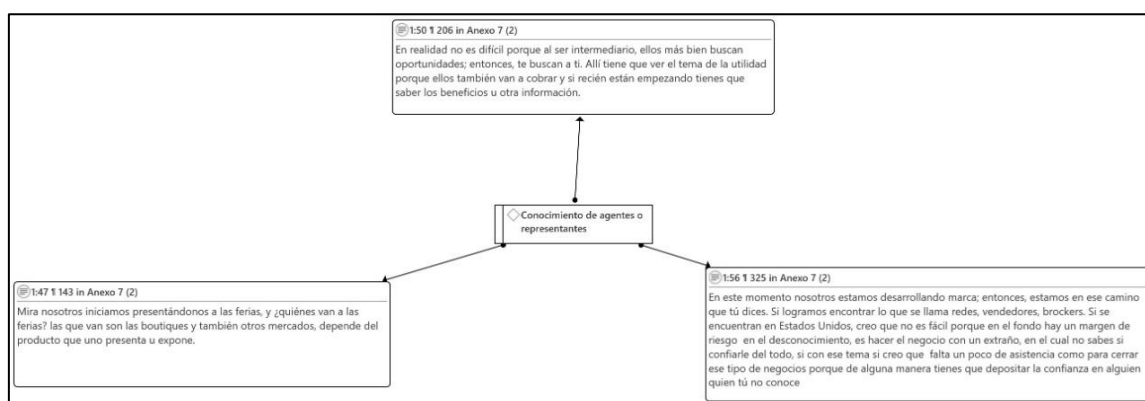 1:50 ¶ 206 in Anexo 7 (2)
En realidad no es difícil porque al ser intermediario, ellos más bien buscan
oportunidades; entonces, te buscan a ti. Allí tiene que ver el tema de la utilidad
porque ellos también van a cobrar y si recién están empezando tienes que
saber los beneficios u otra información.
Conocimiento de agentes o
representantes
1:47 ¶ 143 in Anexo 7 (2)
Mira nosotros iniciamos presentándonos a las ferias, y ¿quiénes van a las
ferias? las que van son las boutiques y también otros mercados, depende del
producto que uno presenta u expone.
1:56 ¶ 325 in Anexo 7 (2)
En este momento nosotros estamos desarrollando marca; entonces, estamos en ese camino
que tú dices. Si logramos encontrar lo que se llama redes, vendedores, brockers. Si se
encuentran en Estados Unidos, creo que no es fácil porque en el fondo hay un margen de
riesgo en el desconocimiento, es hacer el negocio con un extraño, en el cual no sabes si
confiarle del todo, si con ese tema si creo que falta un poco de asistencia como para cerrar
ese tipo de negocios porque de alguna manera tienes que depositar la confianza en alguien
quien tú no conoce